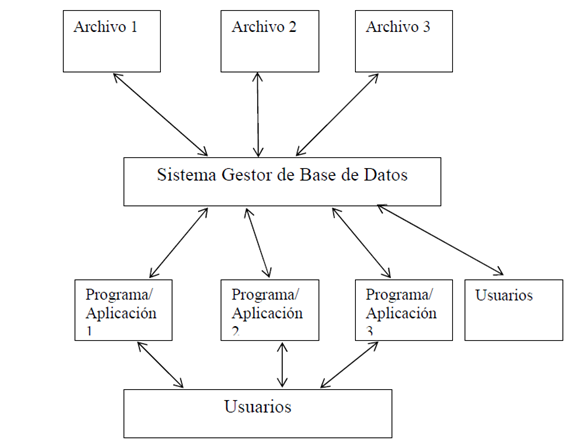 Archivo 1
Archivo 2
Archivo 3
Sistema Gestor de Base de Datos
Programa/
Aplicación
1
Programa/
Aplicación
2
Programa/
Aplicación
3
Usuarios
Usuarios